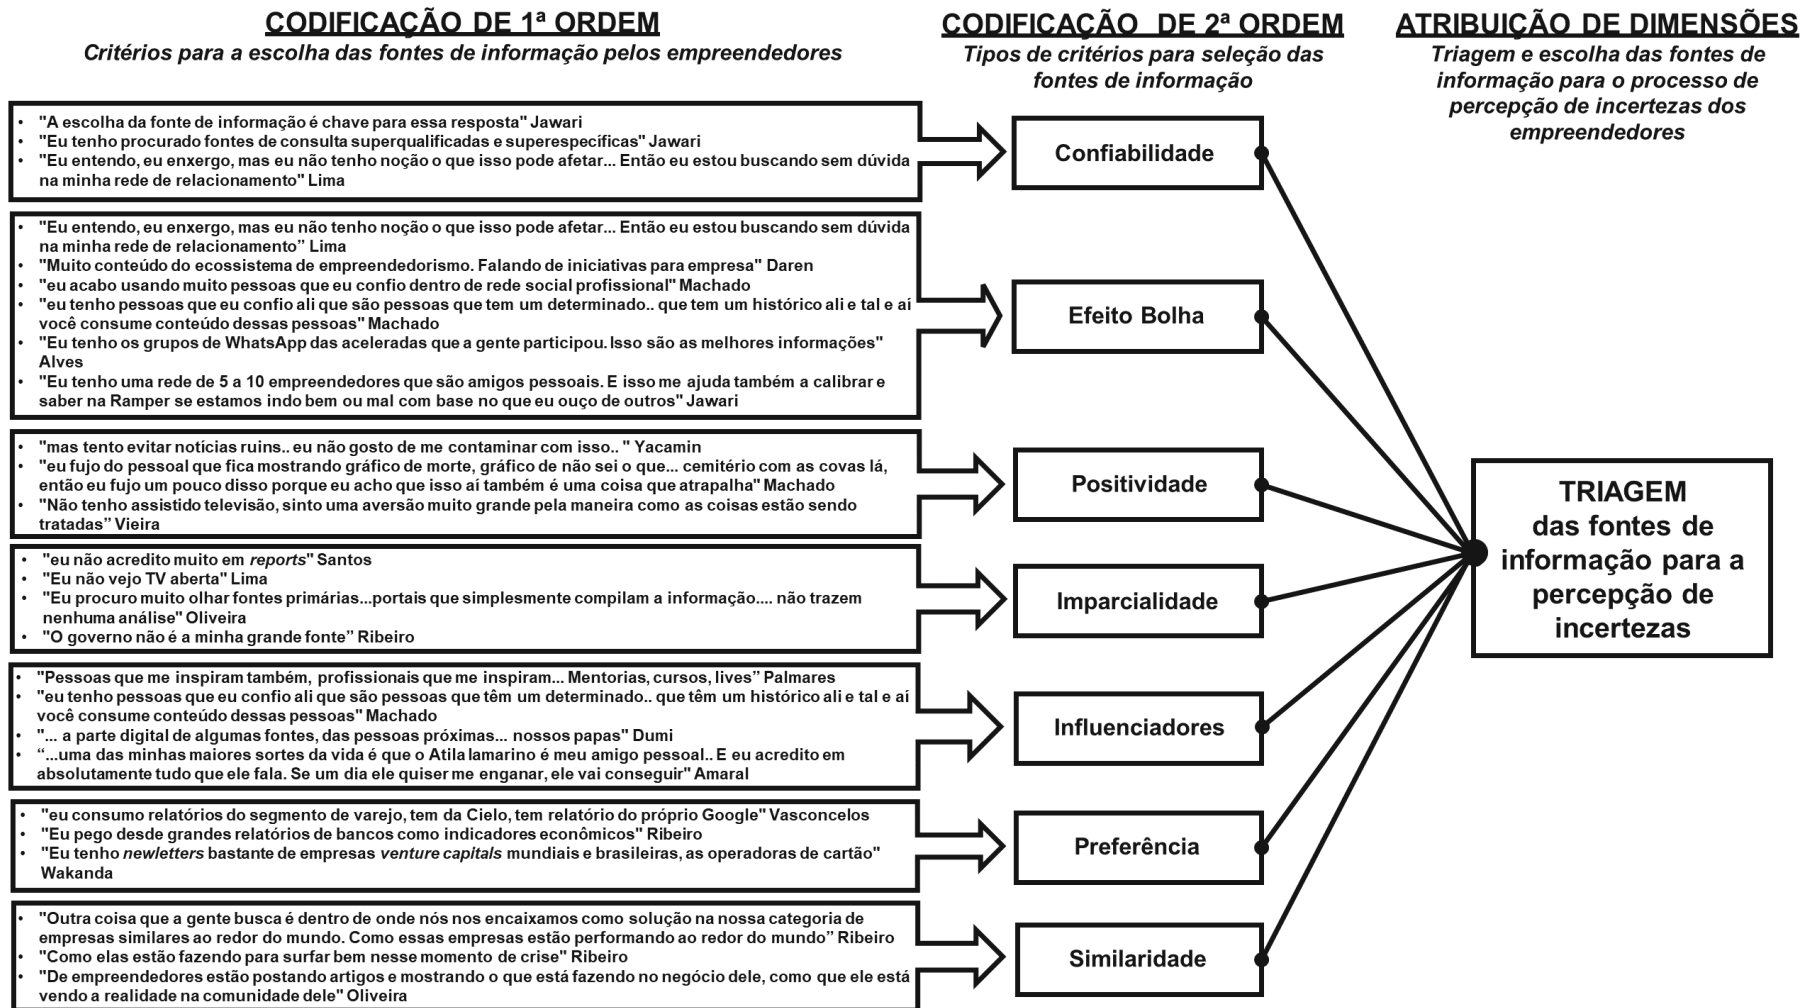 CODIFICAÇÃO DE 1ª ORDEM
Critérios para a escolha das fontes de informação pelos empreendedores
CODIFICAÇÃO DE 2ª ORDEM
Tipos de critérios para seleção das
fontes de informação
ATRIBUIÇÃO DE DIMENSÕES
Triagem e escolha das fontes de
informação para o processo de
percepção de incertezas dos
empreendedores
• "A escolha da fonte de informação é chave para essa resposta" Jawari
• "Eu tenho procurado fontes de consulta superqualificadas e superespecíficas" Jawari
• "Eu entendo, eu enxergo, mas eu não tenho noção o que isso pode afetar... Então eu estou buscando sem dúvida
na minha rede de relacionamento" Lima
Confiabilidade
• "Eu entendo, eu enxergo, mas eu não tenho noção o que isso pode afetar... Então eu estou buscando sem dúvida
na minha rede de relacionamento” Lima
• "Muito conteúdo do ecossistema de empreendedorismo. Falando de iniciativas para empresa" Daren
• "eu acabo usando muito pessoas que eu confio dentro de rede social profissional" Machado
• "eu tenho pessoas que eu confio ali que são pessoas que tem um determinado.. que tem um histórico ali e tal e aí
você consume conteúdo dessas pessoas" Machado
• "Eu tenho os grupos de WhatsApp das aceleradas que a gente participou. Isso são as melhores informações"
Alves
• "Eu tenho uma rede de 5 a 10 empreendedores que são amigos pessoais. E isso me ajuda também a calibrar e
saber na Ramper se estamos indo bem ou mal com base no que eu ouço de outros" Jawari
Efeito Bolha
• "mas tento evitar notícias ruins.. eu não gosto de me contaminar com isso.. " Yacamin
• "eu fujo do pessoal que fica mostrando gráfico de morte, gráfico de não sei o que... cemitério com as covas lá,
então eu fujo um pouco disso porque eu acho que isso aí também é uma coisa que atrapalha" Machado
• "Não tenho assistido televisão, sinto uma aversão muito grande pela maneira como as coisas estão sendo
tratadas” Vieira
Positividade
• "eu não acredito muito em reports" Santos
• "Eu não vejo TV aberta" Lima
• "Eu procuro muito olhar fontes primárias...portais que simplesmente compilam a informação.... não trazem
nenhuma análise" Oliveira
• "O governo não é a minha grande fonte” Ribeiro
Imparcialidade
• "Pessoas que me inspiram também, profissionais que me inspiram... Mentorias, cursos, lives” Palmares
• "eu tenho pessoas que eu confio ali que são pessoas que têm um determinado.. que têm um histórico ali e tal e aí
você consume conteúdo dessas pessoas" Machado
• "... a parte digital de algumas fontes, das pessoas próximas... nossos papas" Dumi
• “...uma das minhas maiores sortes da vida é que o Atila Iamarino é meu amigo pessoal.. E eu acredito em
absolutamente tudo que ele fala. Se um dia ele quiser me enganar, ele vai conseguir" Amaral
Influenciadores
• "eu consumo relatórios do segmento de varejo, tem da Cielo, tem relatório do próprio Google" Vasconcelos
• "Eu pego desde grandes relatórios de bancos como indicadores econômicos" Ribeiro
• "Eu tenho newletters bastante de empresas venture capitals mundiais e brasileiras, as operadoras de cartão"
Wakanda
Preferência
• "Outra coisa que a gente busca é dentro de onde nós nos encaixamos como solução na nossa categoria de
empresas similares ao redor do mundo. Como essas empresas estão performando ao redor do mundo” Ribeiro
• "Como elas estão fazendo para surfar bem nesse momento de crise" Ribeiro
• "De empreendedores estão postando artigos e mostrando o que está fazendo no negócio dele, como que ele está
vendo a realidade na comunidade dele" Oliveira
Similaridade
TRIAGEM
das fontes de
informação para a
percepção de
incertezas